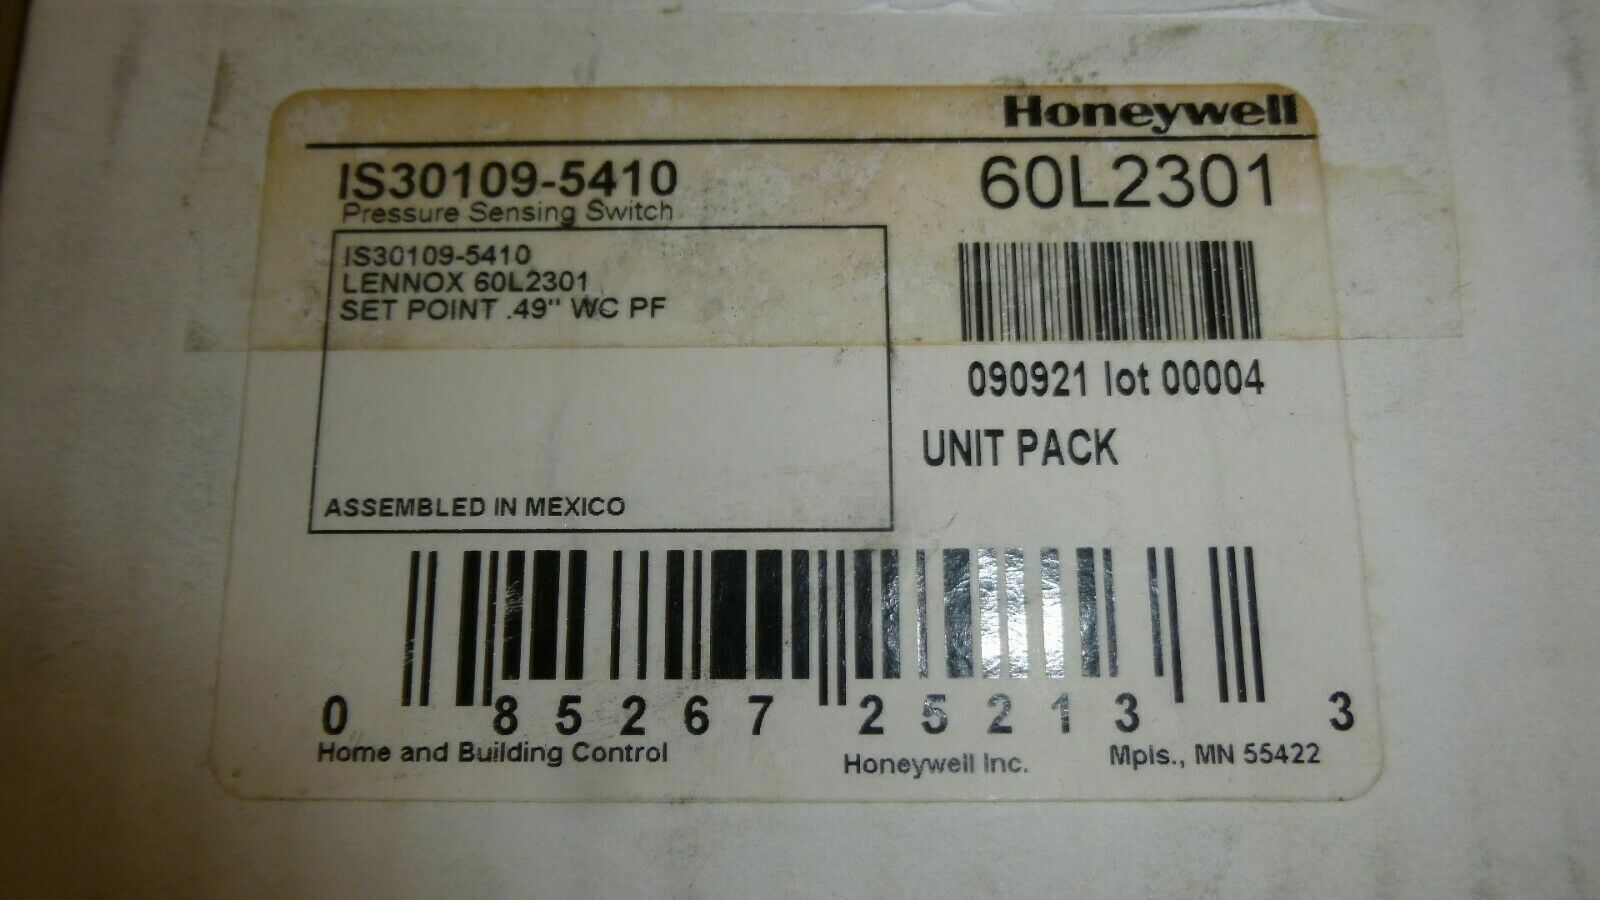 Honeywell
IS30109-5410
60L2301
Pressure Sensing Switch
IS30109-5410
LENNOX 60L2301
SET POINT .49" WC PF
090921 lot 00004
UNIT PACK
ASSEMBLED IN MEXICO
0 85267 25213 3
Home and Building Control
Honeywell Inc.
Mpls., MN 55422